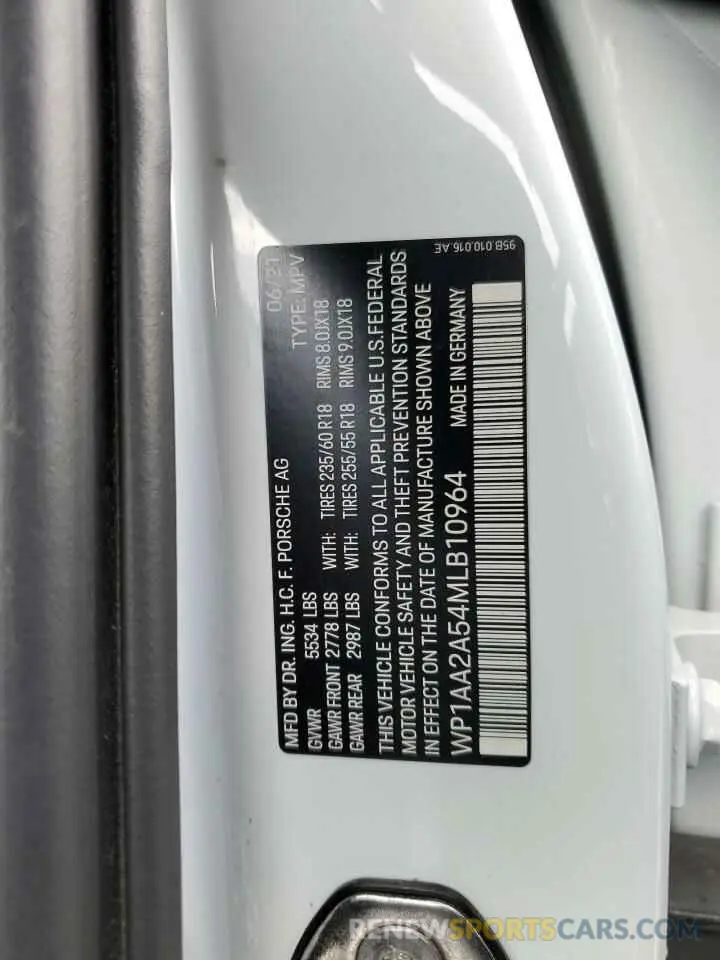 06/21
MFD BY DR. ING. H.C. F. PORSCHE AG TYPE: MPV
GVWR 5534 LBS
GAWR FRONT 2778 LBS WITH: TIRES 235/60 R18 RIMS 8.0JX18
GAWR REAR 2987 LBS WITH: TIRES 255/55 R18 RIMS 9.0JX18
THIS VEHICLE CONFORMS TO ALL APPLICABLE U.S.FEDERAL
MOTOR VEHICLE SAFETY AND THEFT PREVENTION STANDARDS
IN EFFECT ON THE DATE OF MANUFACTURE SHOWN ABOVE
WP1AA2A54MLB10964 MADE IN GERMANY
95B.010.016.AE
RENEWSPORTSCARS.COM